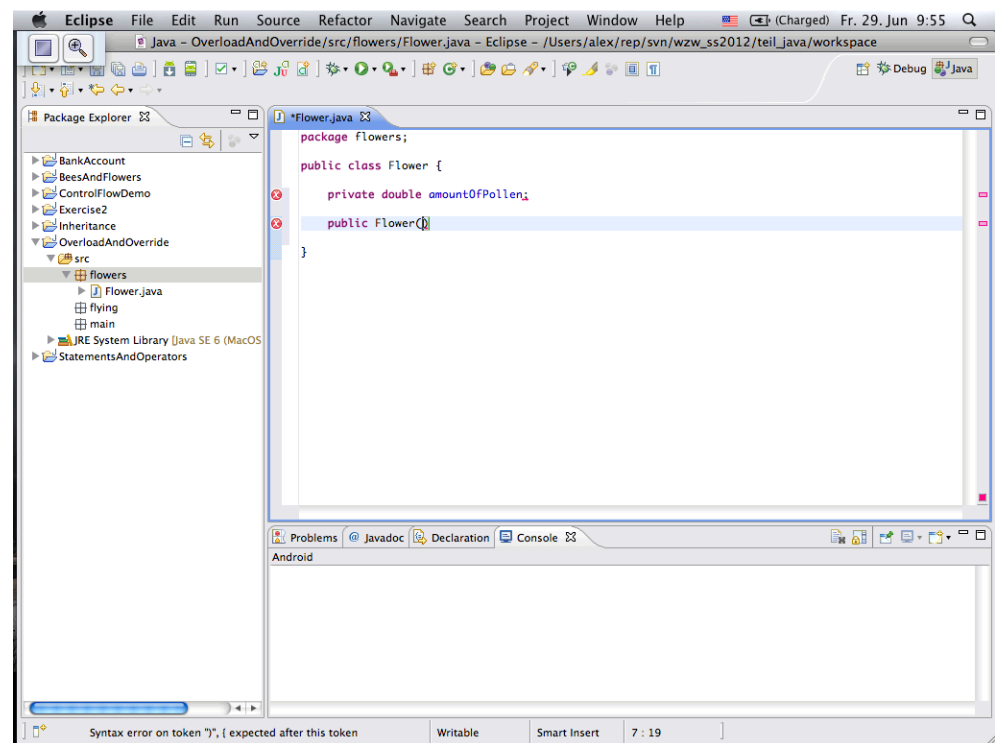 Eclipse File Edit Run Source Refactor Navigate Search Project Window Help (Charged) Fr. 29. Jun 9:55
Java – OverloadAndOverride/src/flowers/Flower.java – Eclipse – /Users/alex/rep/svn/wzw_ss2012/teil_java/workspace
Debug Java
Package Explorer
BankAccount
BeesAndFlowers
ControlFlowDemo
Exercise2
Inheritance
OverloadAndOverride
src
flowers
Flower.java
flying
main
JRE System Library [Java SE 6 (MacOS
StatementsAndOperators
*Flower.java
package flowers;
public class Flower {
private double amountOfPollen;
public Flower()
}
Problems @ Javadoc Declaration Console
Android
Syntax error on token ")", { expected after this token Writable Smart Insert 7 : 19